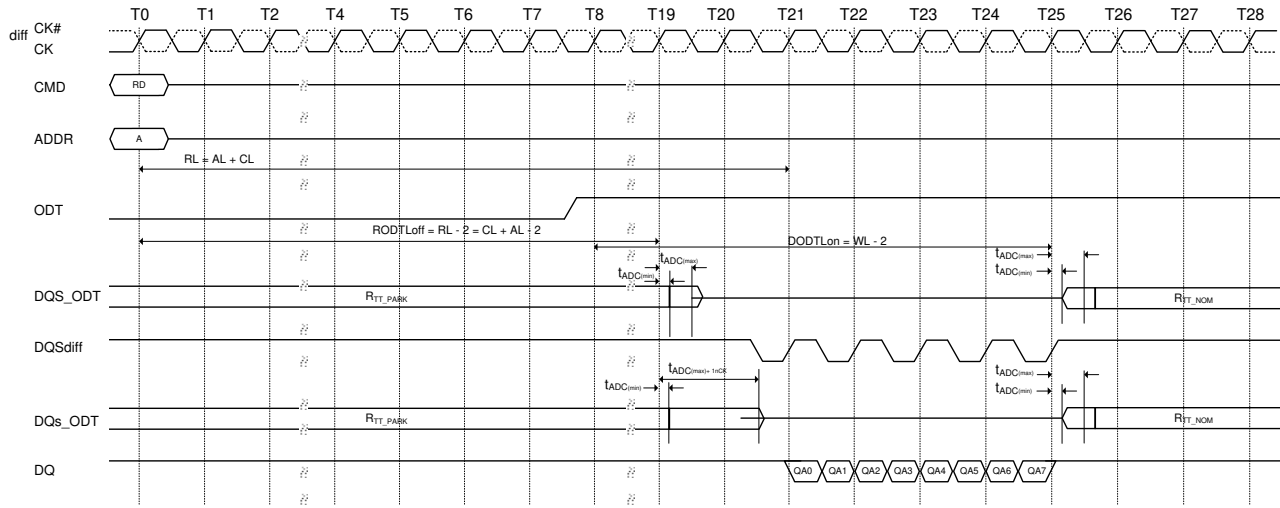 T0 T1 T2 T4 T5 T6 T7 T8 T19 T20 T21 T22 T23 T24 T25 T26 T27 T28
diff CK#
CK
CMD RD
ADDR A
RL = AL + CL
ODT
RODTLoff = RL - 2 = CL + AL - 2
DODTLon = WL - 2
tADC(max) tADC(max)
tADC(min) tADC(min)
DQS_ODT RTT_PARK RTT_NOM
DQSdiff
tADC(max)+ 1nCK tADC(max)
tADC(min) tADC(min)
DQs_ODT RTT_PARK RTT_NOM
DQ QA0 QA1 QA2 QA3 QA4 QA5 QA6 QA7